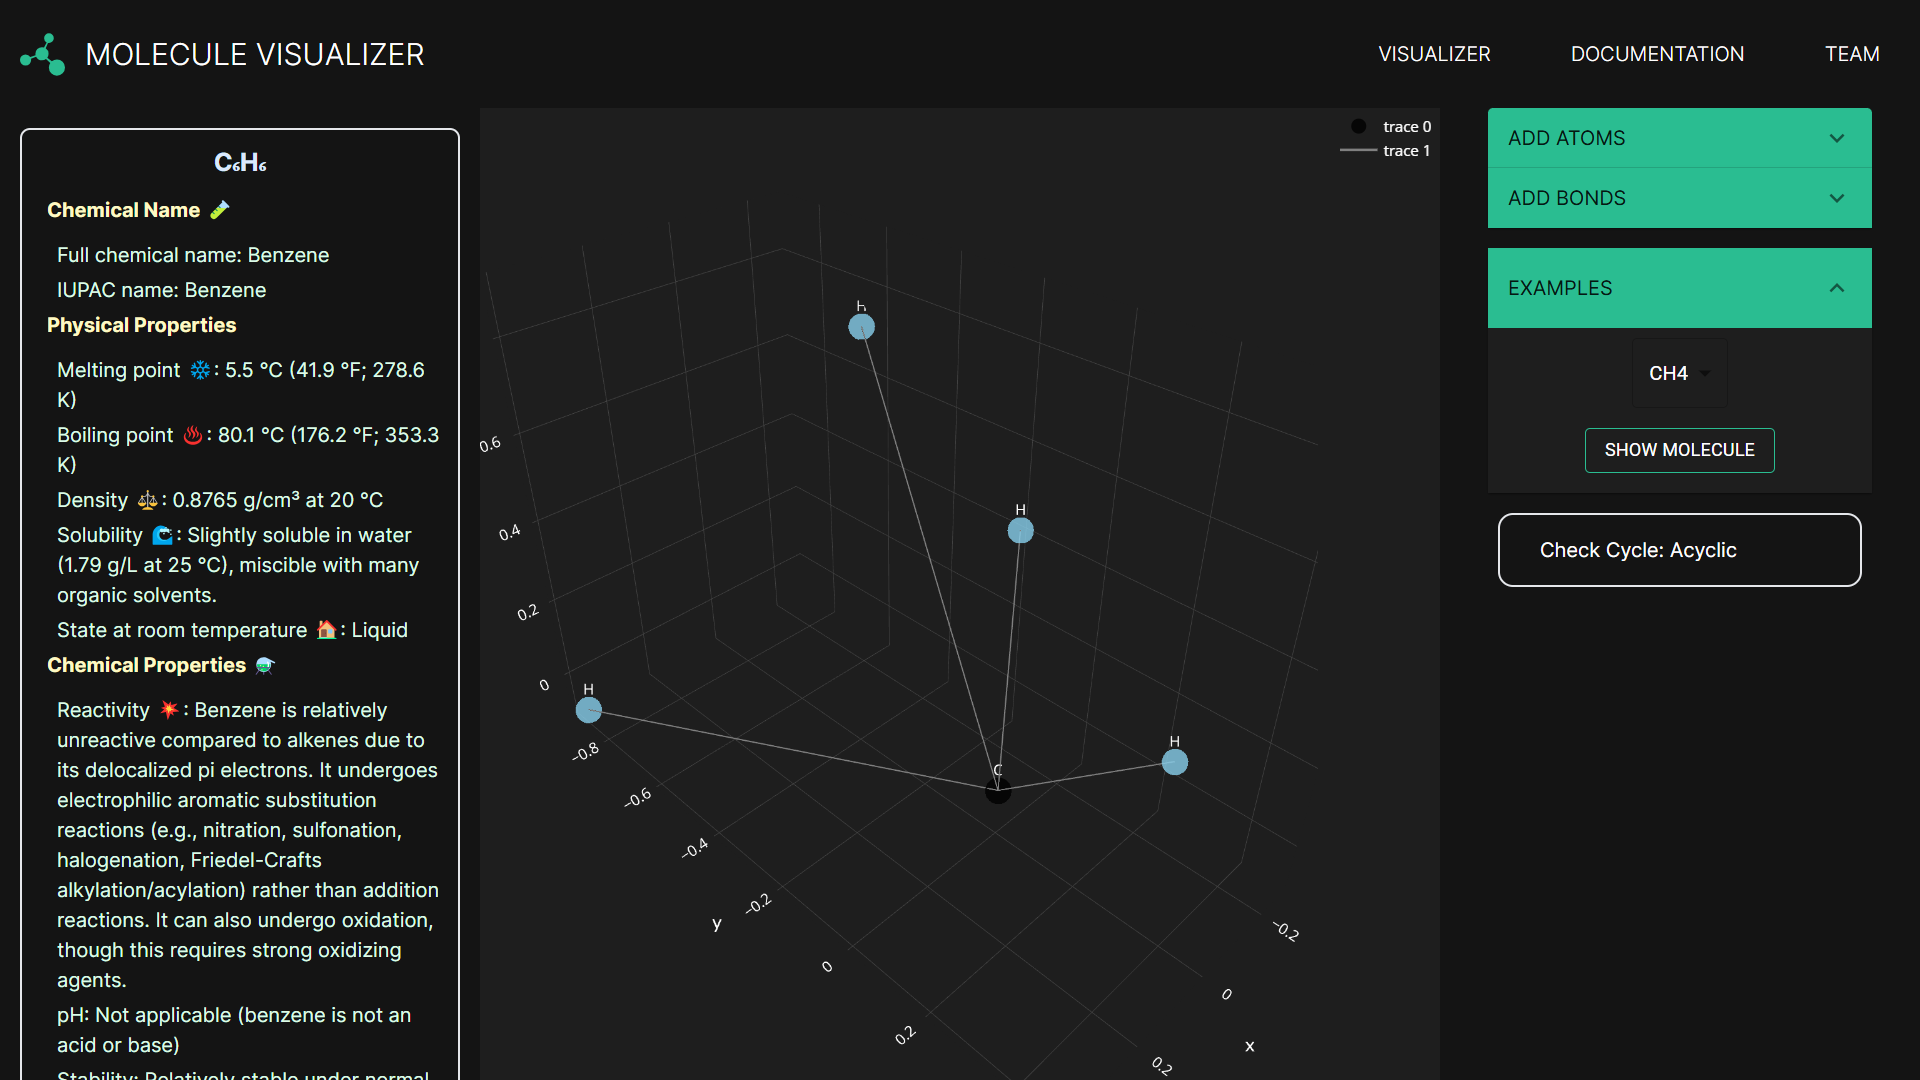 MOLECULE VISUALIZER
VISUALIZER
DOCUMENTATION
TEAM
C₆H₆
Chemical Name
Full chemical name: Benzene
IUPAC name: Benzene
Physical Properties
Melting point : 5.5 °C (41.9 °F; 278.6
K)
Boiling point : 80.1 °C (176.2 °F; 353.3
K)
Density : 0.8765 g/cm³ at 20 °C
Solubility : Slightly soluble in water
(1.79 g/L at 25 °C), miscible with many
organic solvents.
State at room temperature : Liquid
Chemical Properties
Reactivity : Benzene is relatively
unreactive compared to alkenes due to
its delocalized pi electrons. It undergoes
electrophilic aromatic substitution
reactions (e.g., nitration, sulfonation,
halogenation, Friedel-Crafts
alkylation/acylation) rather than addition
reactions. It can also undergo oxidation,
though this requires strong oxidizing
agents.
pH: Not applicable (benzene is not an
acid or base)
Stability: Relatively stable under normal
trace 0
trace 1
H
H
H
H
C
0.6
0.4
0.2
0
−0.8
−0.6
−0.4
−0.2
0
0.2
y
−0.2
0
0.2
x
ADD ATOMS
ADD BONDS
EXAMPLES
CH4
SHOW MOLECULE
Check Cycle: Acyclic